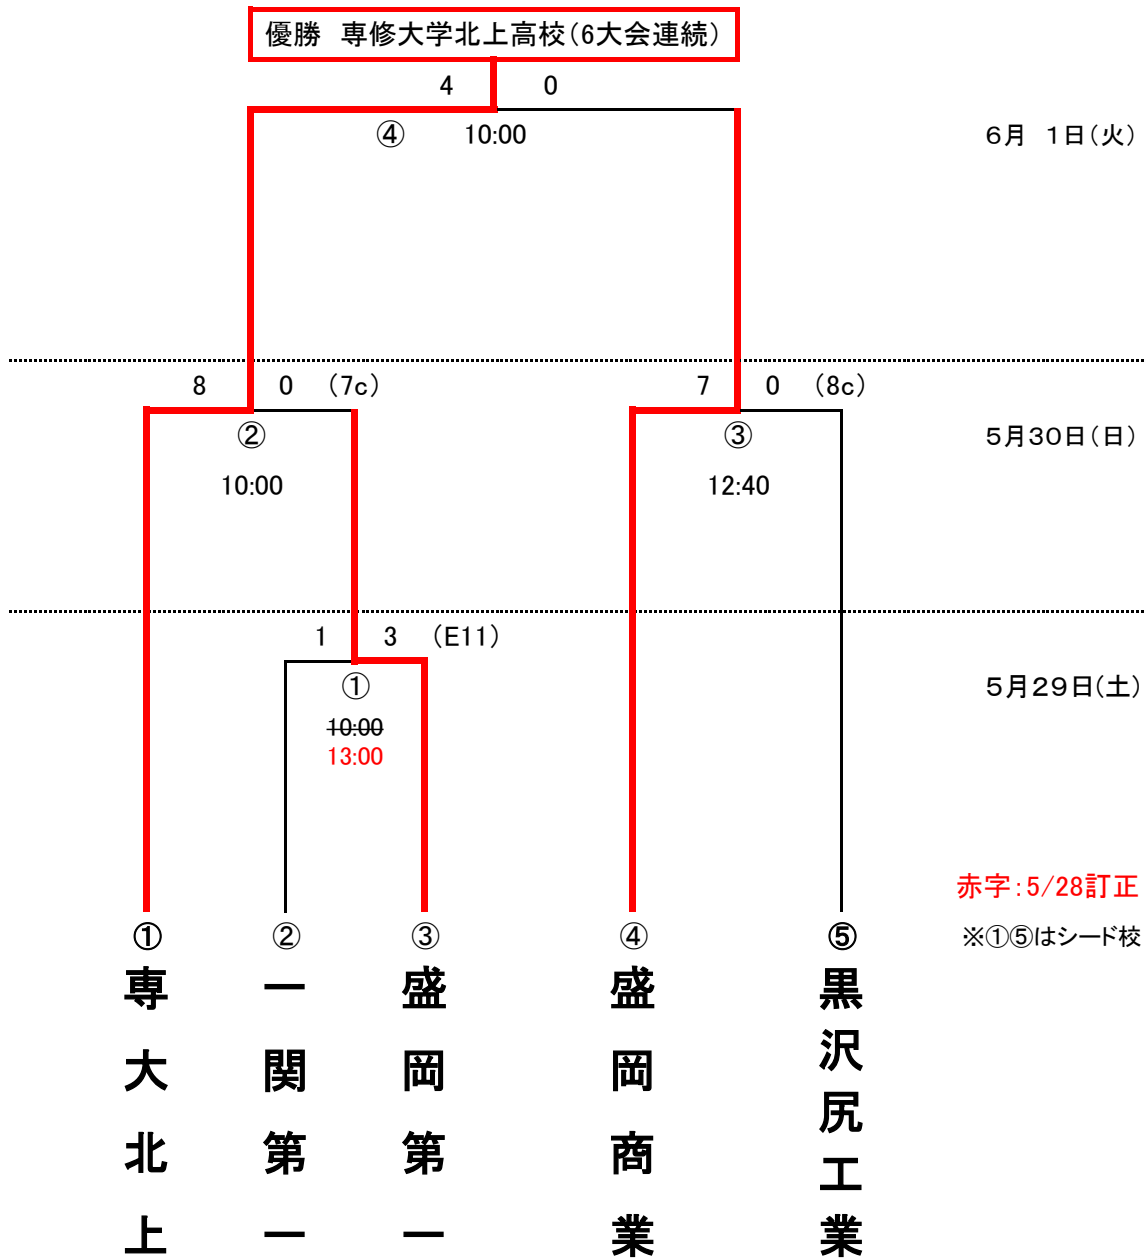 優勝 専修大学北上高校(6大会連続)
4 0
④ 10:00 6月 1日(火)
8 0 (7c) 7 0 (8c)
② ③ 5月30日(日)
10:00 12:40
1 3 (E11)
① 5月29日(土)
10:00
13:00
赤字:5/28訂正
① ② ③ ④ ⑤ ※①⑤はシード校
専大北上
一関第一
盛岡第一
盛岡商業
黒沢尻工業